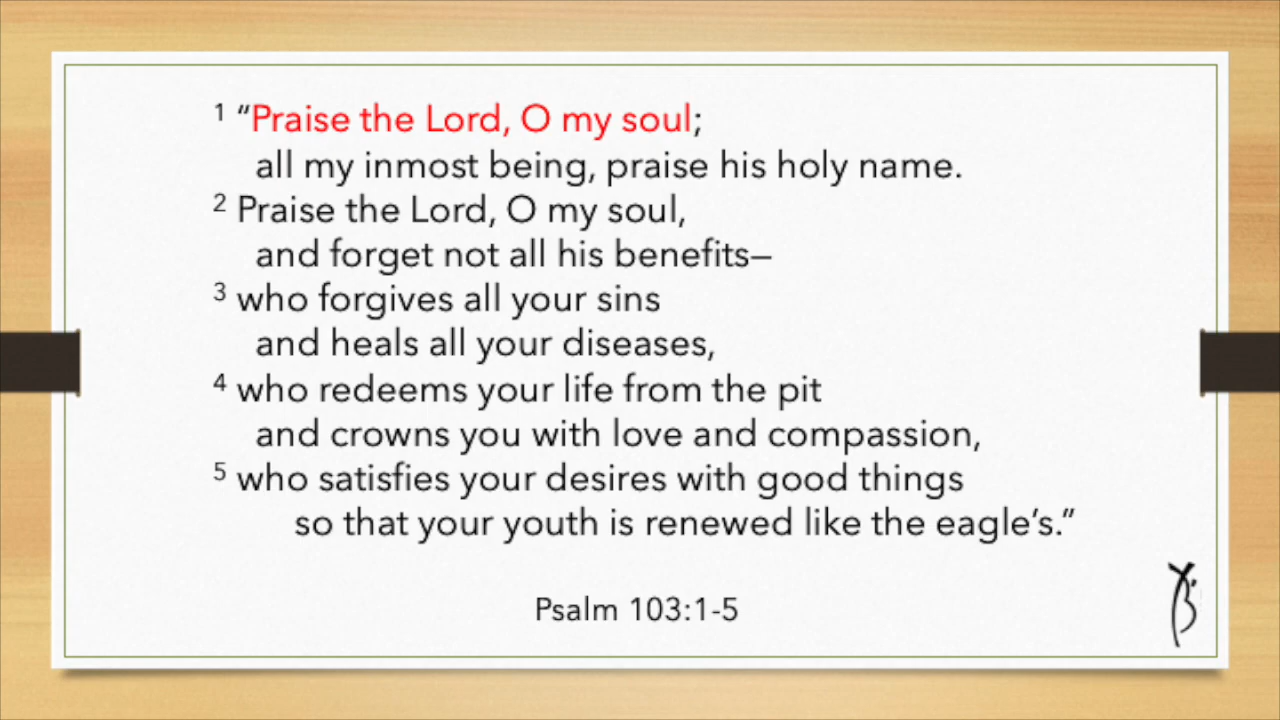 1 “Praise the Lord, O my soul;
all my inmost being, praise his holy name.
2 Praise the Lord, O my soul,
and forget not all his benefits—
3 who forgives all your sins
and heals all your diseases,
4 who redeems your life from the pit
and crowns you with love and compassion,
5 who satisfies your desires with good things
so that your youth is renewed like the eagle’s.”
Psalm 103:1-5